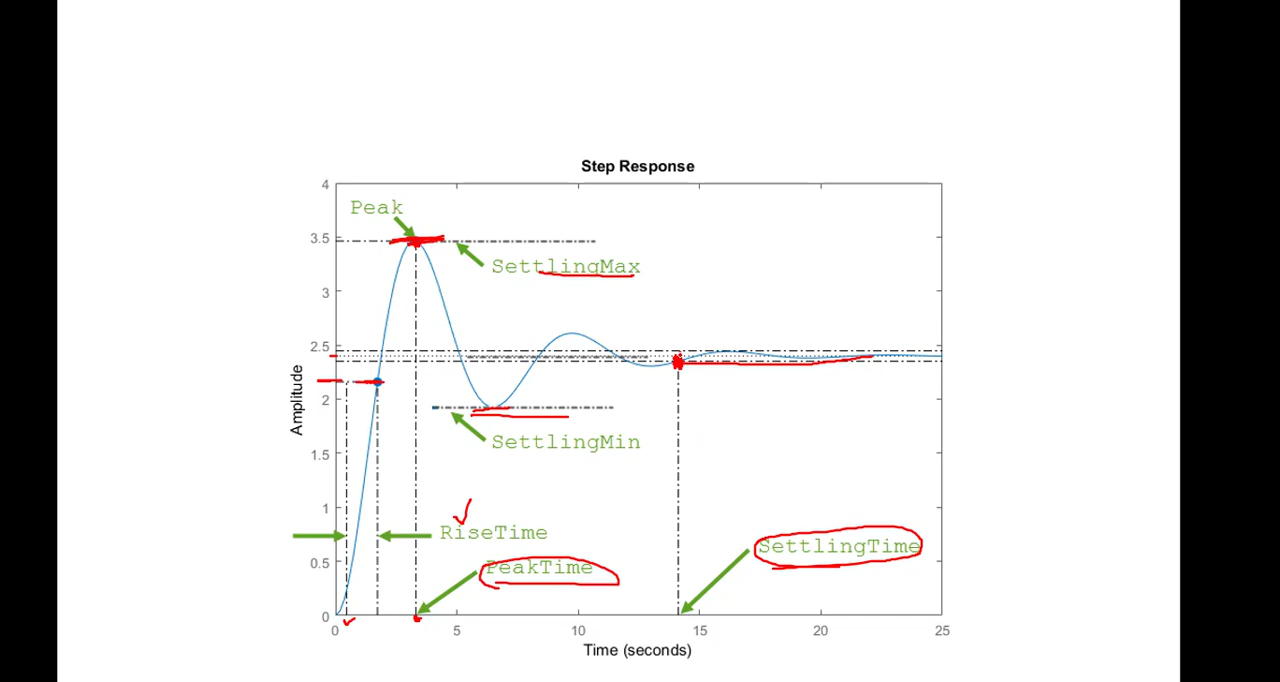 Step Response
4
Peak
3.5
SettlingMax
3
2.5
Amplitude
2
SettlingMin
1.5
1
RiseTime
SettlingTime
0.5
PeakTime
0
0 5 10 15 20 25
Time (seconds)